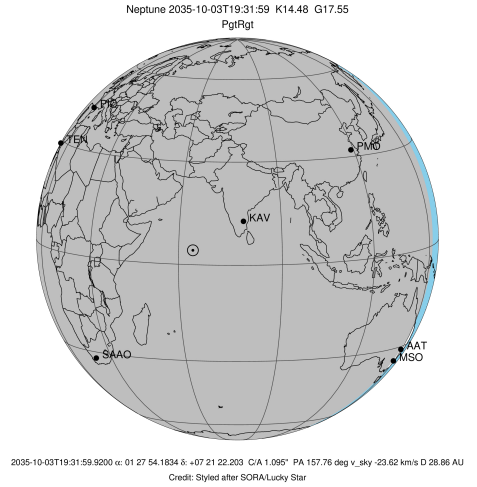 Neptune 2035-10-03T19:31:59 K14.48 G17.55
PgtRgt
PIC
TEN
PMO
KAV
AAT
MSO
SAAO
2035-10-03T19:31:59.9200 α: 01 27 54.1834 δ: +07 21 22.203 C/A 1.095" PA 157.76 deg v_sky -23.62 km/s D 28.86 AU
Credit: Styled after SORA/Lucky Star